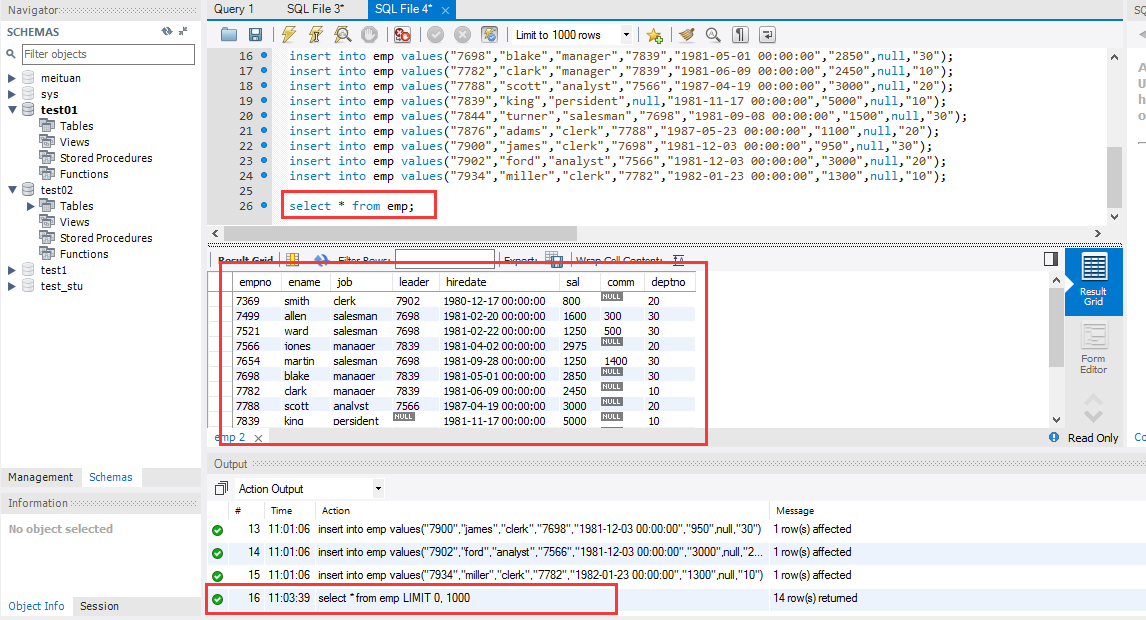 Navigator
Query 1
SQL File 3*
SQL File 4*
SCHEMAS
Filter objects
Limit to 1000 rows
meituan
sys
test01
Tables
Views
Stored Procedures
Functions
test02
Tables
Views
Stored Procedures
Functions
test1
test_stu
16 insert into emp values("7698","blake","manager","7839","1981-05-01 00:00:00","2850",null,"30");
17 insert into emp values("7782","clark","manager","7839","1981-06-09 00:00:00","2450",null,"10");
18 insert into emp values("7788","scott","analyst","7566","1987-04-19 00:00:00","3000",null,"20");
19 insert into emp values("7839","king","persident",null,"1981-11-17 00:00:00","5000",null,"10");
20 insert into emp values("7844","turner","salesman","7698","1981-09-08 00:00:00","1500",null,"30");
21 insert into emp values("7876","adams","clerk","7788","1987-05-23 00:00:00","1100",null,"20");
22 insert into emp values("7900","james","clerk","7698","1981-12-03 00:00:00","950",null,"30");
23 insert into emp values("7902","ford","analyst","7566","1981-12-03 00:00:00","3000",null,"20");
24 insert into emp values("7934","miller","clerk","7782","1982-01-23 00:00:00","1300",null,"10");
25
26 select * from emp;
Result Grid Filter Rows: Export: Wrap Cell Content:
empno ename job leader hiredate sal comm deptno
7369 smith clerk 7902 1980-12-17 00:00:00 800 NULL 20
7499 allen salesman 7698 1981-02-20 00:00:00 1600 300 30
7521 ward salesman 7698 1981-02-22 00:00:00 1250 500 30
7566 jones manager 7839 1981-04-02 00:00:00 2975 NULL 20
7654 martin salesman 7698 1981-09-28 00:00:00 1250 1400 30
7698 blake manager 7839 1981-05-01 00:00:00 2850 NULL 30
7782 clark manager 7839 1981-06-09 00:00:00 2450 NULL 10
7788 scott analyst 7566 1987-04-19 00:00:00 3000 NULL 20
7839 king persident NULL 1981-11-17 00:00:00 5000 NULL 10
Result
Grid
Form
Editor
emp 2
Read Only
Management
Schemas
Information
No object selected
Object Info
Session
Output
Action Output
# Time Action Message
13 11:01:06 insert into emp values("7900","james","clerk","7698","1981-12-03 00:00:00","950",null,"30") 1 row(s) affected
14 11:01:06 insert into emp values("7902","ford","analyst","7566","1981-12-03 00:00:00","3000",null,"2... 1 row(s) affected
15 11:01:06 insert into emp values("7934","miller","clerk","7782","1982-01-23 00:00:00","1300",null,"10") 1 row(s) affected
16 11:03:39 select * from emp LIMIT 0, 1000 14 row(s) returned